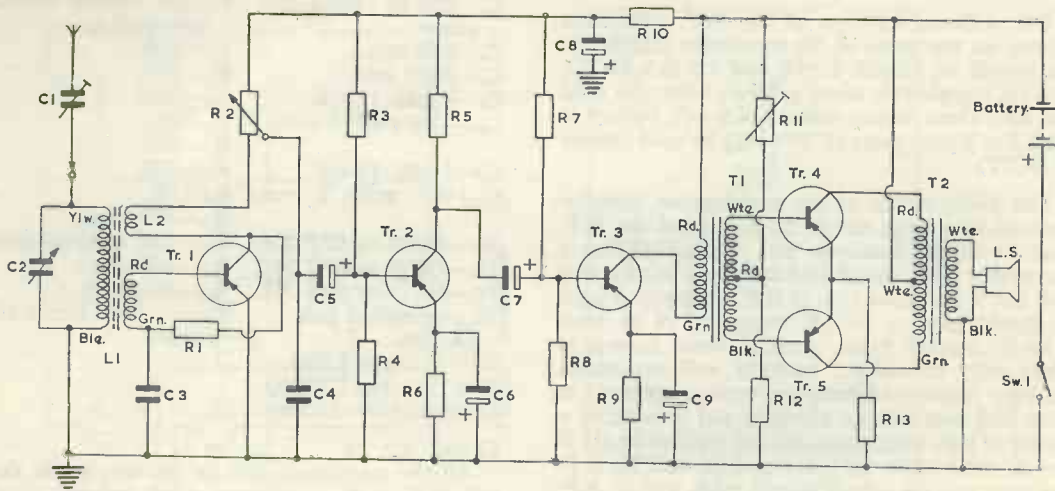 C1
C2
Ylw.
Ble.
L1
L2
Rd
Grn.
R1
C3
Tr. 1
R2
C4
C5
+
R3
R4
Tr. 2
R5
R6
C6
+
C7
+
R7
R8
C8
+
R10
Tr. 3
R9
C9
+
Rd.
Grn
T1
Wte.
Rd
Blk.
R11
R12
Tr. 4
Tr. 5
R13
Rd.
Wte.
Grn.
T2
Wte.
Blk.
L.S.
Battery.
+
Sw.1